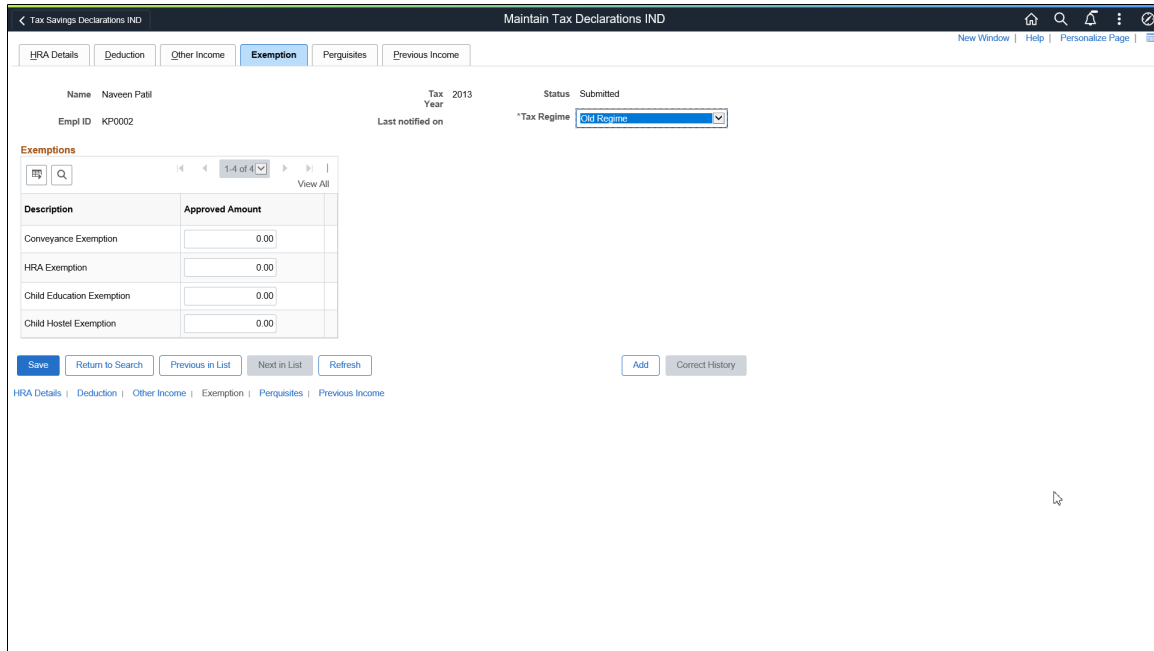 Tax Savings Declarations IND
Maintain Tax Declarations IND
New Window | Help | Personalize Page |
HRA Details
Deduction
Other Income
Exemption
Perquisites
Previous Income
Name Naveen Patil
Tax Year 2013
Status Submitted
Empl ID KP0002
Last notified on
*Tax Regime Old Regime
Exemptions
1-4 of 4
View All
Description Approved Amount
Conveyance Exemption 0.00
HRA Exemption 0.00
Child Education Exemption 0.00
Child Hostel Exemption 0.00
Save Return to Search Previous in List Next in List Refresh Add Correct History
HRA Details | Deduction | Other Income | Exemption | Perquisites | Previous Income